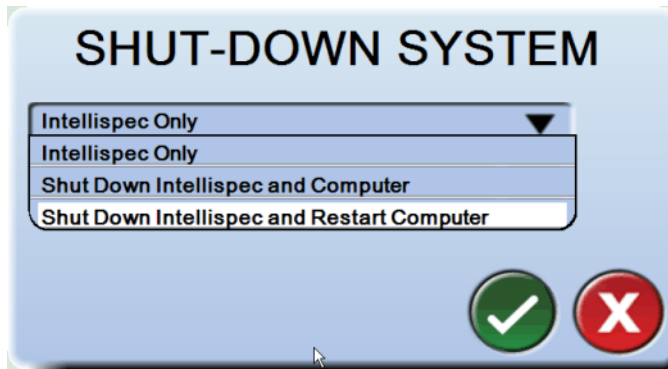 SHUT-DOWN SYSTEM
Intellispec Only
Intellispec Only
Shut Down Intellispec and Computer
Shut Down Intellispec and Restart Computer